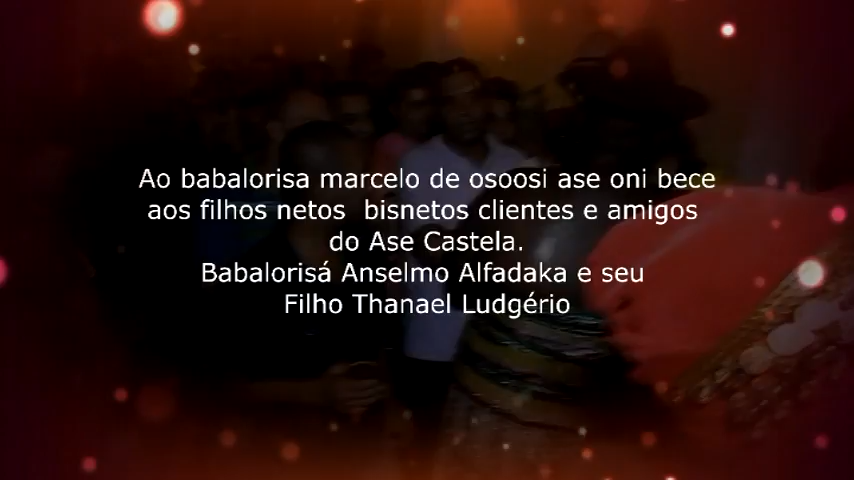 Ao babalorisa marcelo de osoosi ase oni bece
aos filhos netos  bisnetos clientes e amigos
do Ase Castela.
Babalorisá Anselmo Alfadaka e seu
Filho Thanael Ludgério